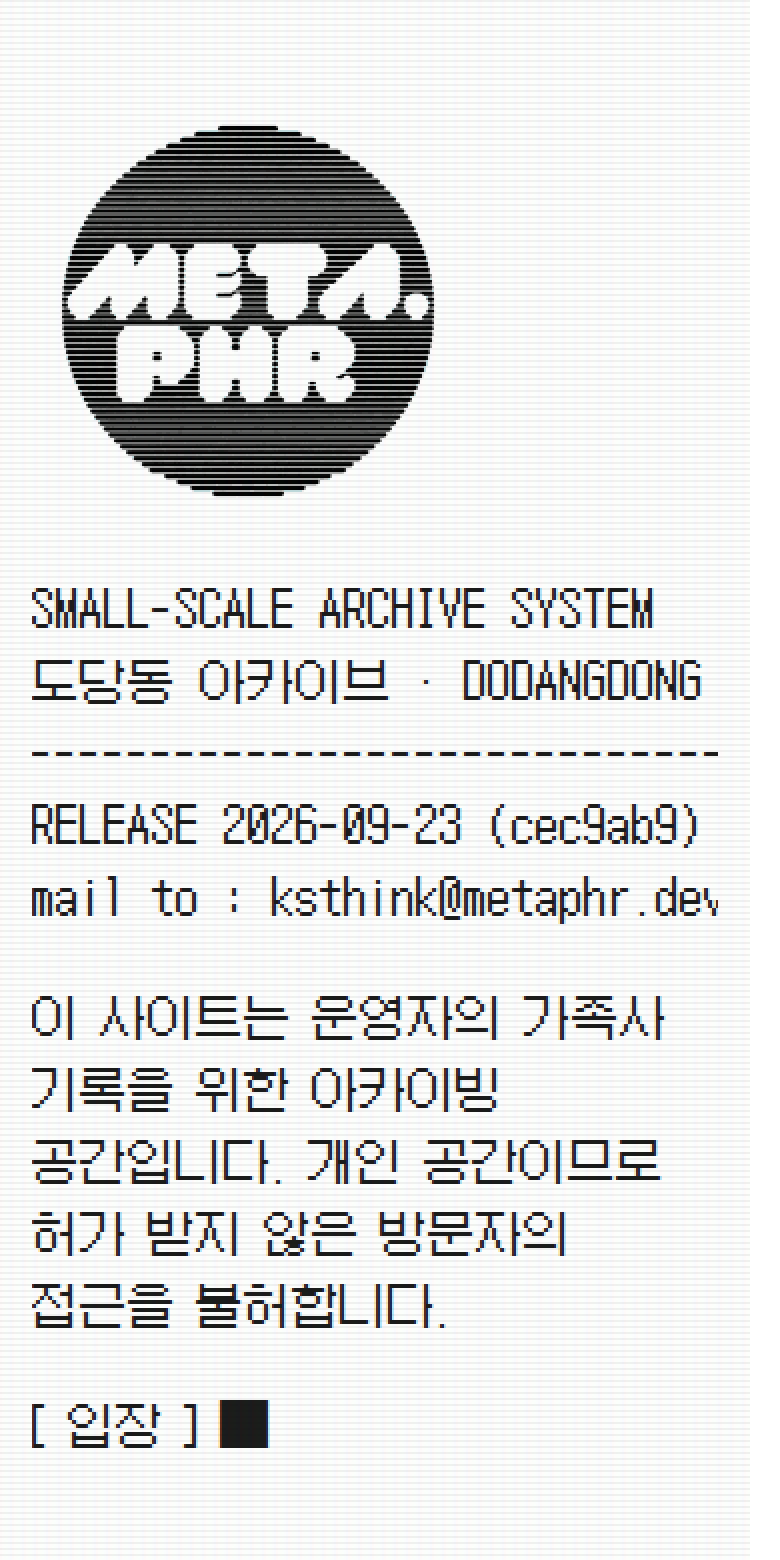 META.
PHR
SMALL-SCALE ARCHIVE SYSTEM
도당동 아카이브 · DODANGDONG
------------------------------
RELEASE 2026-09-23 (cec9ab9)
mail to : ksthink@metaphr.dev
이 사이트는 운영자의 가족사
기록을 위한 아카이빙
공간입니다. 개인 공간이므로
허가 받지 않은 방문자의
접근을 불허합니다.
[ 입장 ]